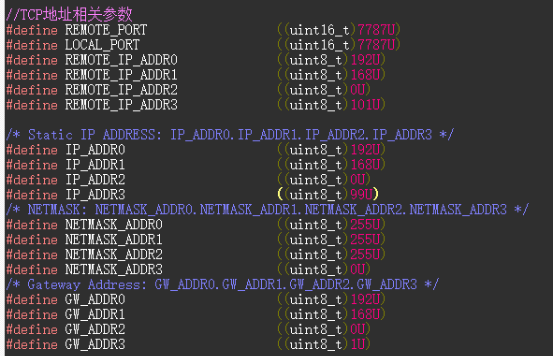 //TCP地址相关参数
#define REMOTE_PORT ((uint16_t)7787U)
#define LOCAL_PORT ((uint16_t)7787U)
#define REMOTE_IP_ADDR0 ((uint8_t)192U)
#define REMOTE_IP_ADDR1 ((uint8_t)168U)
#define REMOTE_IP_ADDR2 ((uint8_t)0U)
#define REMOTE_IP_ADDR3 ((uint8_t)101U)
/* Static IP ADDRESS: IP_ADDR0.IP_ADDR1.IP_ADDR2.IP_ADDR3 */
#define IP_ADDR0 ((uint8_t)192U)
#define IP_ADDR1 ((uint8_t)168U)
#define IP_ADDR2 ((uint8_t)0U)
#define IP_ADDR3 ((uint8_t)99U)
/* NETMASK: NETMASK_ADDR0.NETMASK_ADDR1.NETMASK_ADDR2.NETMASK_ADDR3 */
#define NETMASK_ADDR0 ((uint8_t)255U)
#define NETMASK_ADDR1 ((uint8_t)255U)
#define NETMASK_ADDR2 ((uint8_t)255U)
#define NETMASK_ADDR3 ((uint8_t)0U)
/* Gateway Address: GW_ADDR0.GW_ADDR1.GW_ADDR2.GW_ADDR3 */
#define GW_ADDR0 ((uint8_t)192U)
#define GW_ADDR1 ((uint8_t)168U)
#define GW_ADDR2 ((uint8_t)0U)
#define GW_ADDR3 ((uint8_t)1U)